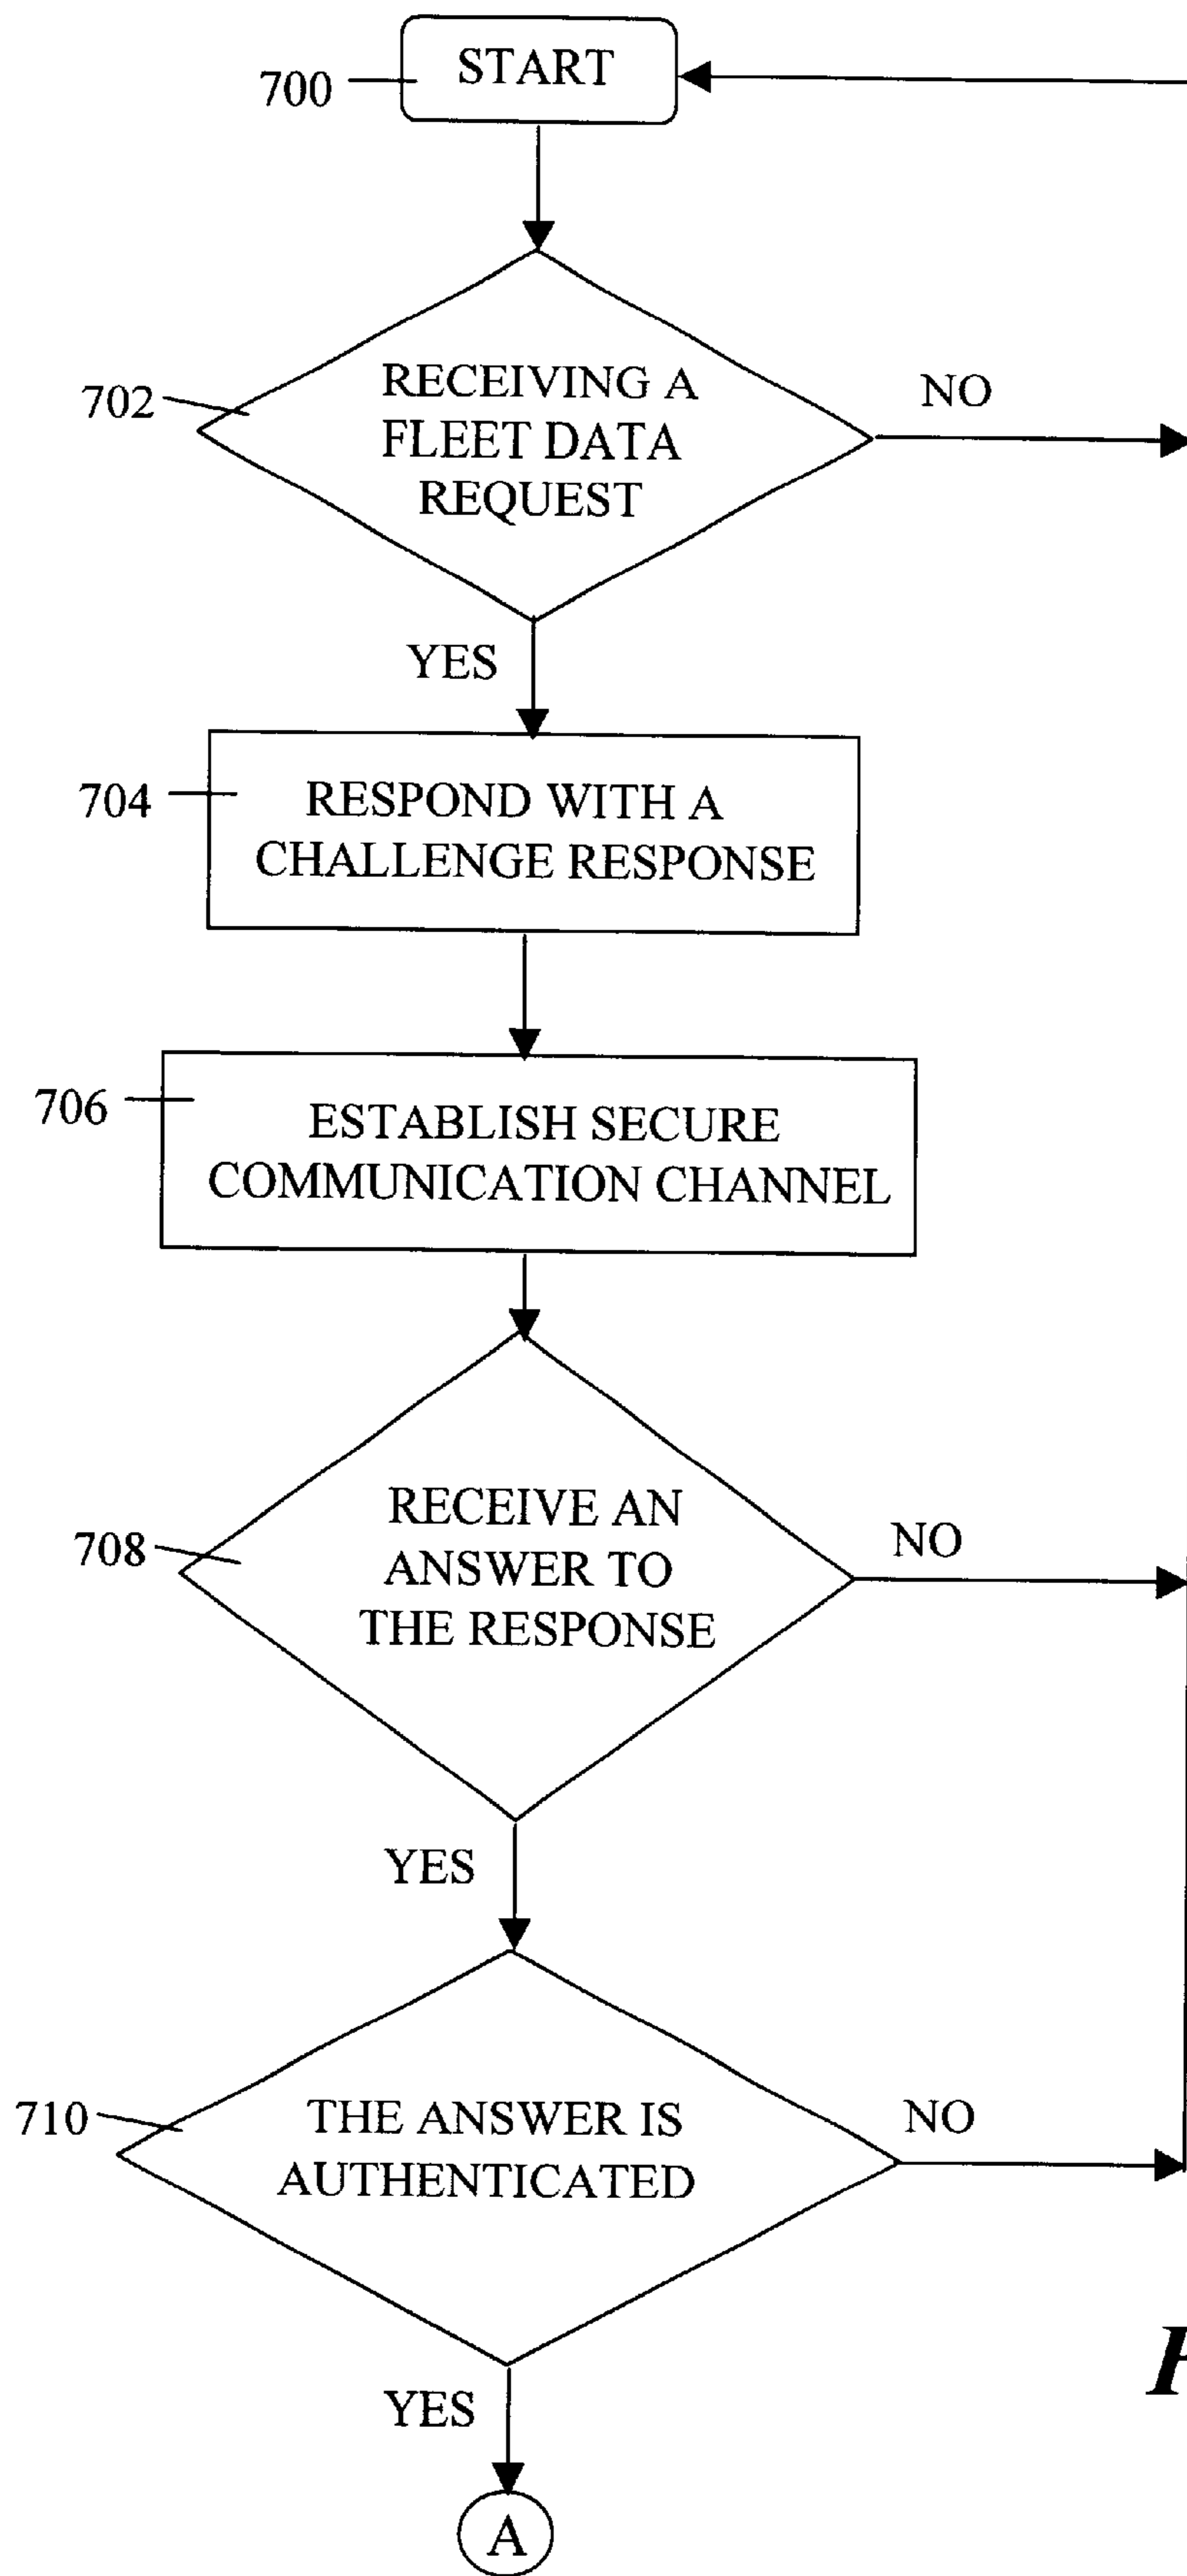 START
700
RECEIVING A
FLEET DATA
REQUEST
702
NO
YES
704
RESPOND WITH A
CHALLENGE RESPONSE
706
ESTABLISH SECURE
COMMUNICATION CHANNEL
708
RECEIVE AN
ANSWER TO
THE RESPONSE
NO
YES
710
THE ANSWER IS
AUTHENTICATED
NO
YES
A